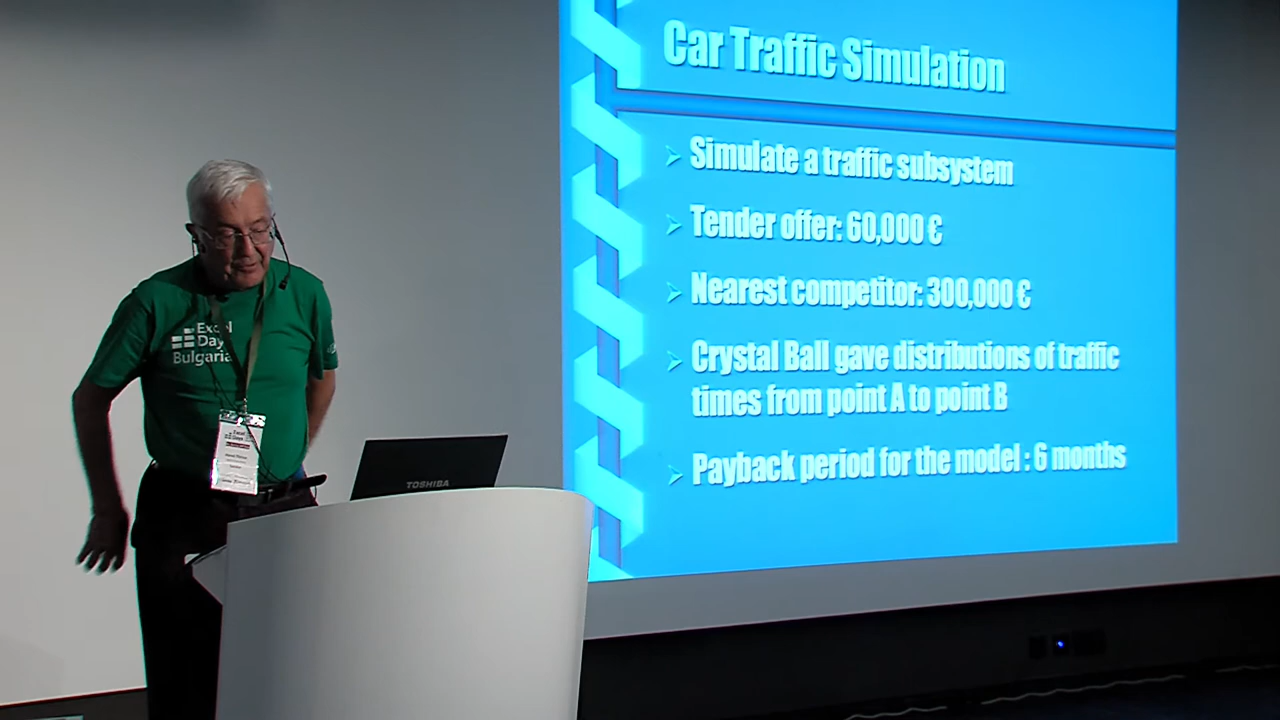 Car Traffic Simulation
Simulate a traffic subsystem
Tender offer: 60,000 €
Nearest competitor: 300,000 €
Crystal Ball gave distributions of traffic
times from point A to point B
Payback period for the model : 6 months
Excel
Day
Bulgaria
TOSHIBA